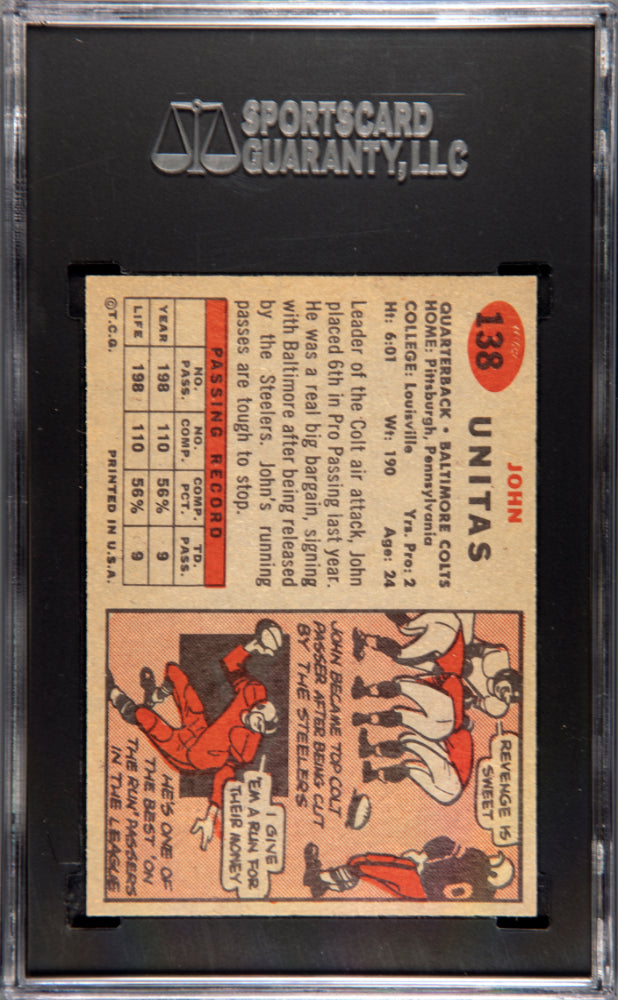 SPORTSCARD
GUARANTY, LLC
138
JOHN
UNITAS
QUARTERBACK • BALTIMORE COLTS
HOME: Pittsburgh, Pennsylvania
COLLEGE: Louisville Yrs. Pro: 2
Ht: 6:01 Wt: 190 Age: 24
Leader of the Colt air attack, John
placed 6th in Pro Passing last year.
He was a real big bargain, signing
with Baltimore after being released
by the Steelers. John's running
passes are tough to stop.
PASSING RECORD
NO. PASS. NO. COMP. COMP. PCT. TD. PASS.
YEAR 198 110 56% 9
LIFE 198 110 56% 9
©T.C.G. PRINTED IN U.S.A.
REVENGE IS
SWEET
JOHN BECAME TOP COLT
PASSER AFTER BEING CUT
BY THE STEELERS
I GIVE
'EM A RUN FOR
THEIR MONEY
HE'S ONE OF
THE BEST 'ON
THE RUN' PASSERS
IN THE LEAGUE